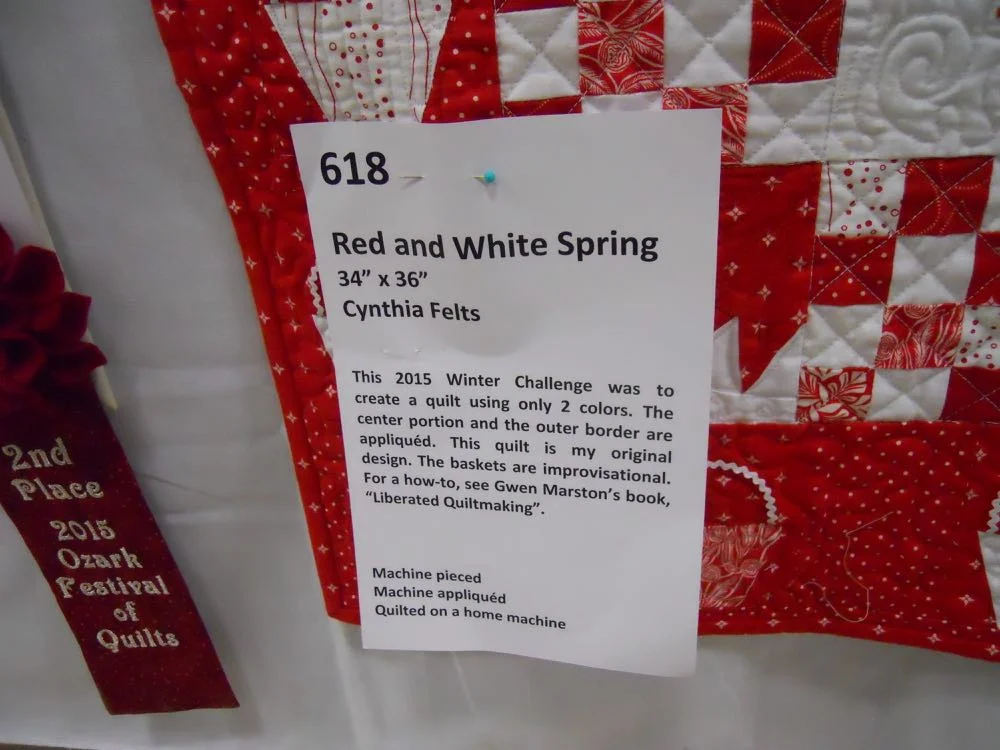 618
Red and White Spring
34” x 36”
Cynthia Felts
This 2015 Winter Challenge was to
create a quilt using only 2 colors. The
center portion and the outer border are
appliquéd. This quilt is my original
design. The baskets are improvisational.
For a how-to, see Gwen Marston’s book,
“Liberated Quiltmaking”.
Machine pieced
Machine appliquéd
Quilted on a home machine
2nd
Place
2015
Ozark
Festival
of
Quilts